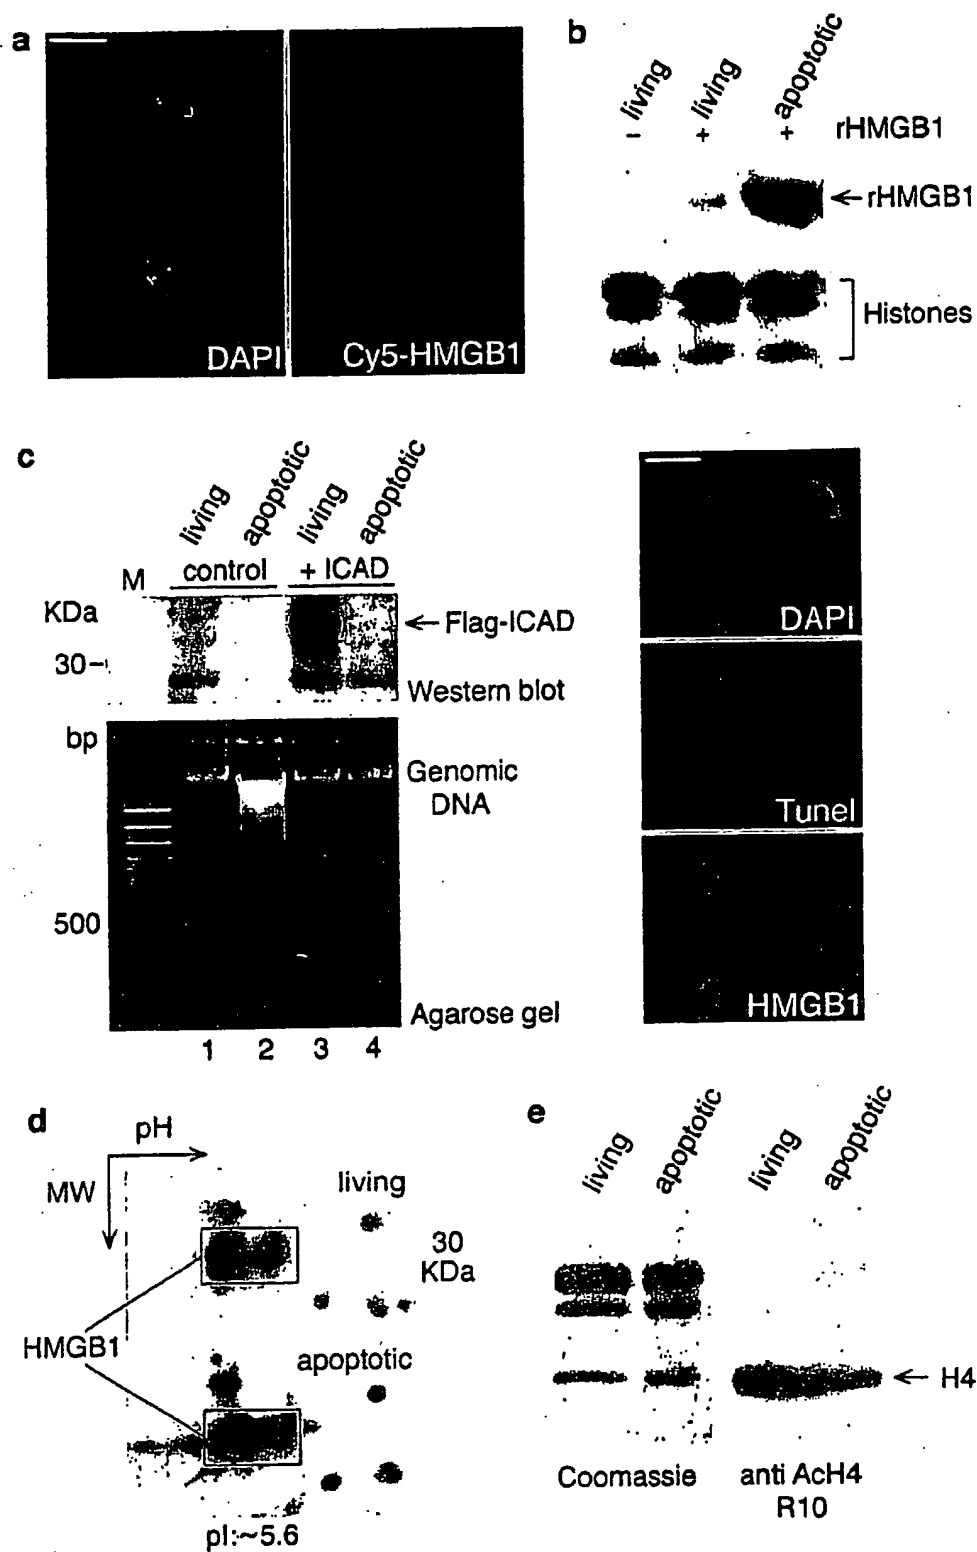 a
DAPI
Cy5-HMGB1
b
living
living
apoptotic
- + + rHMGB1
rHMGB1
Histones
c
living
apoptotic
living
apoptotic
M control + ICAD
KDa
Flag-ICAD
30
Western blot
bp
Genomic
DNA
500
Agarose gel
1 2 3 4
DAPI
Tunel
HMGB1
d
pH
MW
living
30
KDa
HMGB1
apoptotic
pI:~5.6
e
living
apoptotic
living
apoptotic
H4
Coomassie
anti AcH4
R10